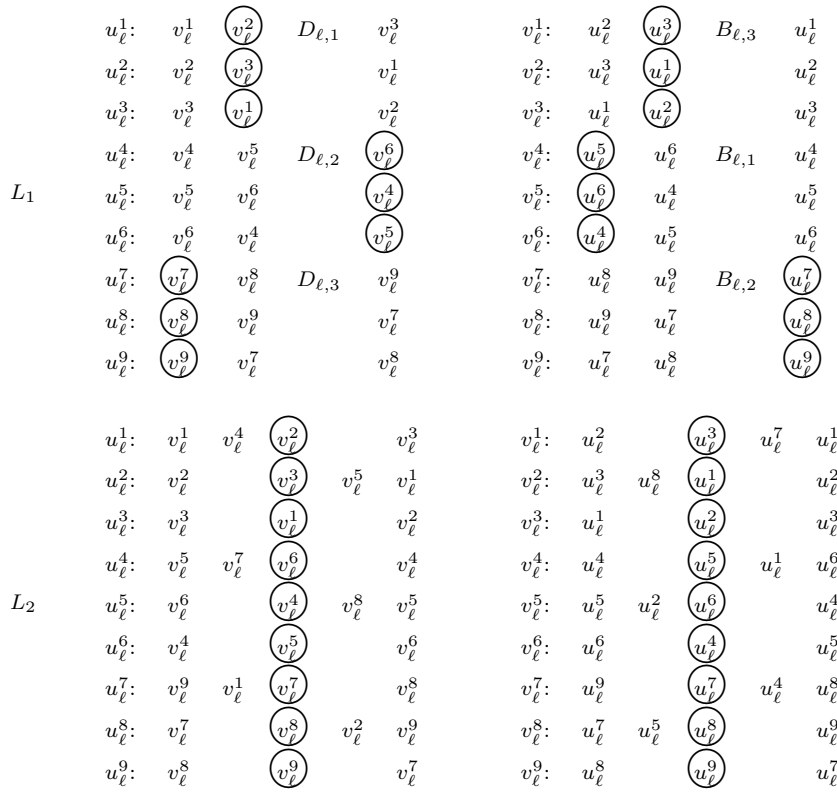 u_ℓ^1: v_ℓ^1 v_ℓ^2 D_{ℓ,1} v_ℓ^3 v_ℓ^1: u_ℓ^2 u_ℓ^3 B_{ℓ,3} u_ℓ^1
u_ℓ^2: v_ℓ^2 v_ℓ^3 v_ℓ^1 v_ℓ^2: u_ℓ^3 u_ℓ^1 u_ℓ^2
u_ℓ^3: v_ℓ^3 v_ℓ^1 v_ℓ^2 v_ℓ^3: u_ℓ^1 u_ℓ^2 u_ℓ^3
u_ℓ^4: v_ℓ^4 v_ℓ^5 D_{ℓ,2} v_ℓ^6 v_ℓ^4: u_ℓ^5 u_ℓ^6 B_{ℓ,1} u_ℓ^4
L_1 u_ℓ^5: v_ℓ^5 v_ℓ^6 v_ℓ^4 v_ℓ^5: u_ℓ^6 u_ℓ^4 u_ℓ^5
u_ℓ^6: v_ℓ^6 v_ℓ^4 v_ℓ^5 v_ℓ^6: u_ℓ^4 u_ℓ^5 u_ℓ^6
u_ℓ^7: v_ℓ^7 v_ℓ^8 D_{ℓ,3} v_ℓ^9 v_ℓ^7: u_ℓ^8 u_ℓ^9 B_{ℓ,2} u_ℓ^7
u_ℓ^8: v_ℓ^8 v_ℓ^9 v_ℓ^7 v_ℓ^8: u_ℓ^9 u_ℓ^7 u_ℓ^8
u_ℓ^9: v_ℓ^9 v_ℓ^7 v_ℓ^8 v_ℓ^9: u_ℓ^7 u_ℓ^8 u_ℓ^9
u_ℓ^1: v_ℓ^1 v_ℓ^4 v_ℓ^2 v_ℓ^3 v_ℓ^1: u_ℓ^2 u_ℓ^3 u_ℓ^7 u_ℓ^1
u_ℓ^2: v_ℓ^2 v_ℓ^3 v_ℓ^5 v_ℓ^1 v_ℓ^2: u_ℓ^3 u_ℓ^8 u_ℓ^1 u_ℓ^2
u_ℓ^3: v_ℓ^3 v_ℓ^1 v_ℓ^2 v_ℓ^3: u_ℓ^1 u_ℓ^2 u_ℓ^3
u_ℓ^4: v_ℓ^5 v_ℓ^7 v_ℓ^6 v_ℓ^4 v_ℓ^4: u_ℓ^4 u_ℓ^5 u_ℓ^1 u_ℓ^6
L_2 u_ℓ^5: v_ℓ^6 v_ℓ^4 v_ℓ^8 v_ℓ^5 v_ℓ^5: u_ℓ^5 u_ℓ^2 u_ℓ^6 u_ℓ^4
u_ℓ^6: v_ℓ^4 v_ℓ^5 v_ℓ^6 v_ℓ^6: u_ℓ^6 u_ℓ^4 u_ℓ^5
u_ℓ^7: v_ℓ^9 v_ℓ^1 v_ℓ^7 v_ℓ^8 v_ℓ^7: u_ℓ^9 u_ℓ^7 u_ℓ^4 u_ℓ^8
u_ℓ^8: v_ℓ^7 v_ℓ^8 v_ℓ^2 v_ℓ^9 v_ℓ^8: u_ℓ^7 u_ℓ^5 u_ℓ^8 u_ℓ^9
u_ℓ^9: v_ℓ^8 v_ℓ^9 v_ℓ^7 v_ℓ^9: u_ℓ^8 u_ℓ^9 u_ℓ^7